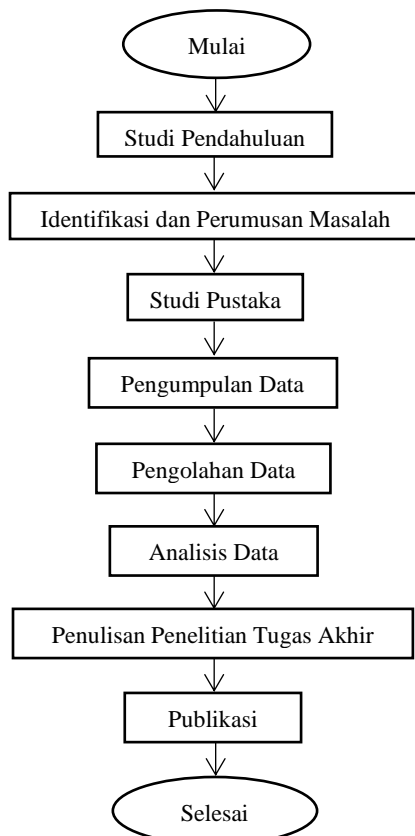 Mulai
Studi Pendahuluan
Identifikasi dan Perumusan Masalah
Studi Pustaka
Pengumpulan Data
Pengolahan Data
Analisis Data
Penulisan Penelitian Tugas Akhir
Publikasi
Selesai